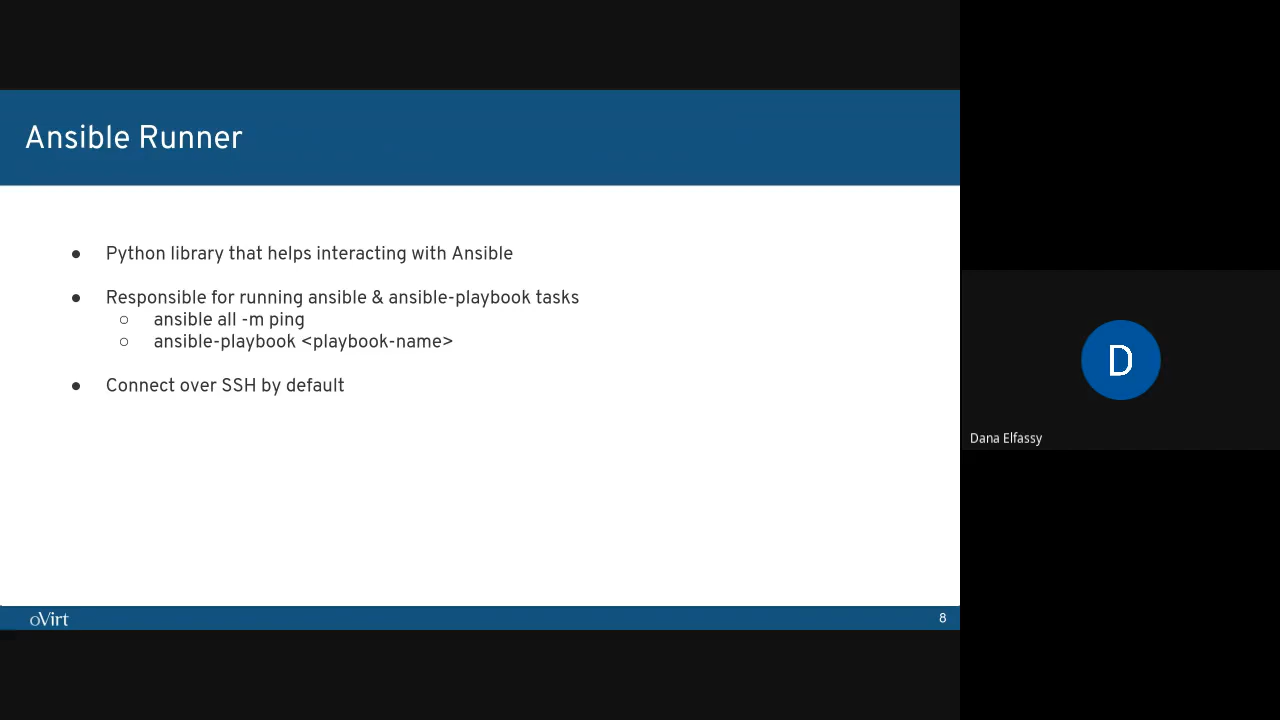 Ansible Runner
● Python library that helps interacting with Ansible
● Responsible for running ansible & ansible-playbook tasks
○ ansible all -m ping
○ ansible-playbook <playbook-name>
● Connect over SSH by default
oVirt
8
D
Dana Elfassy